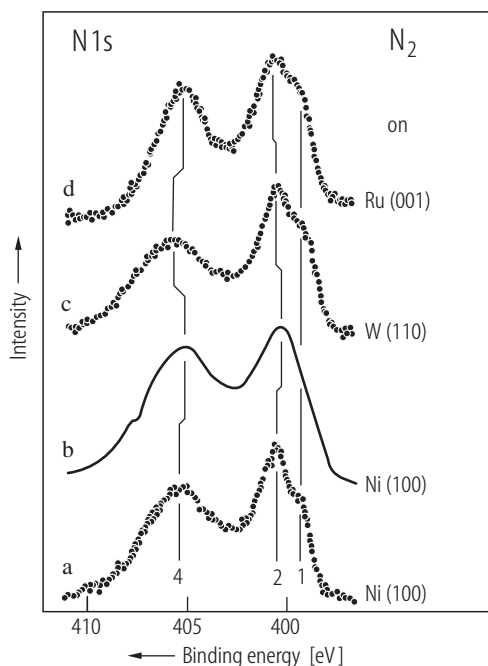 N1s N₂
on
d Ru (001)
c W (110)
b Ni (100)
4 2 1
a Ni (100)
Intensity
410 405 400
Binding energy [eV]